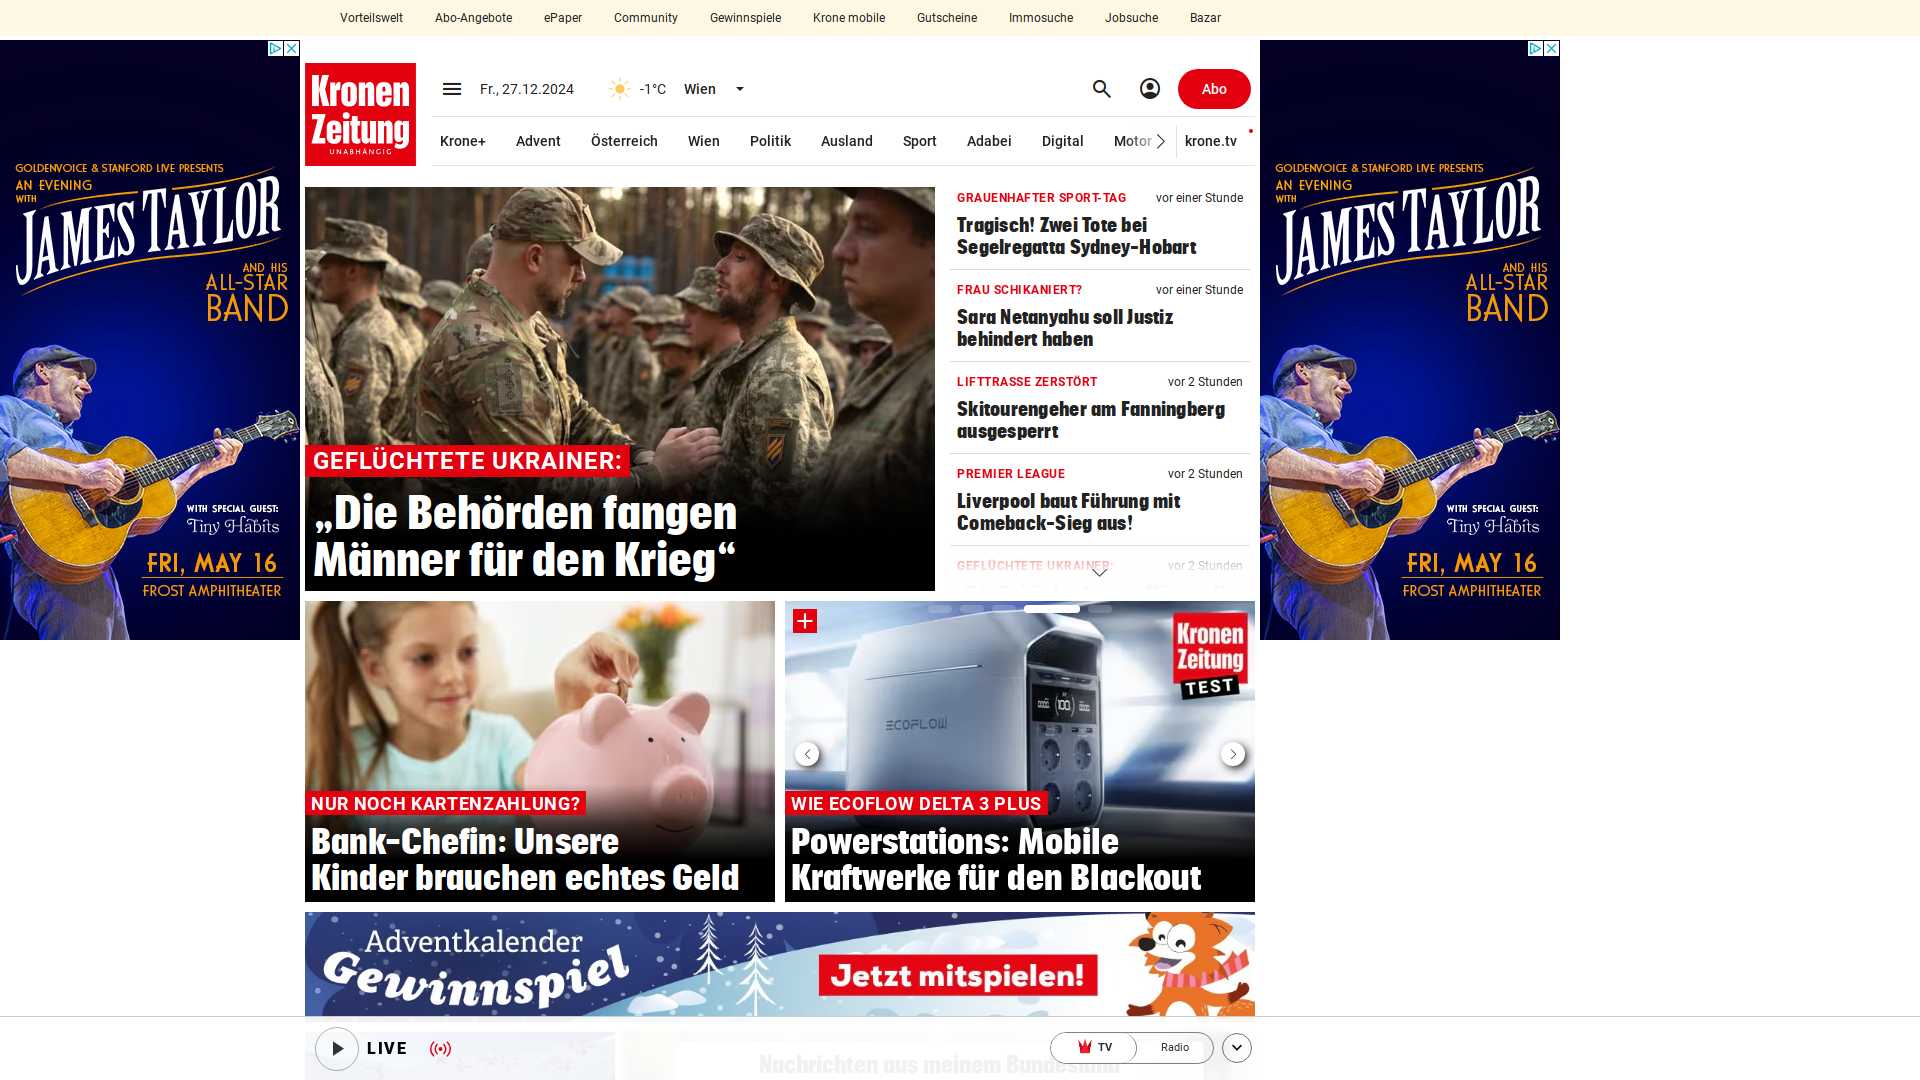 Vorteilswelt Abo-Angebote ePaper Community Gewinnspiele Krone mobile Gutscheine Immosuche Jobsuche Bazar
Kronen
Zeitung
UNABHÄNGIG
Fr., 27.12.2024 -1°C Wien
Abo
Krone+ Advent Österreich Wien Politik Ausland Sport Adabei Digital Motor krone.tv
GOLDENVOICE & STANFORD LIVE PRESENTS
AN EVENING
WITH
JAMES TAYLOR
AND HIS
ALL-STAR
BAND
WITH SPECIAL GUEST:
Tiny Habits
FRI, MAY 16
FROST AMPHITHEATER
GEFLÜCHTETE UKRAINER:
„Die Behörden fangen
Männer für den Krieg“
GRAUENHAFTER SPORT-TAG vor einer Stunde
Tragisch! Zwei Tote bei
Segelregatta Sydney-Hobart
FRAU SCHIKANIERT? vor einer Stunde
Sara Netanyahu soll Justiz
behindert haben
LIFTTRASSE ZERSTÖRT vor 2 Stunden
Skitourengeher am Fanningberg
ausgesperrt
PREMIER LEAGUE vor 2 Stunden
Liverpool baut Führung mit
Comeback-Sieg aus!
GEFLÜCHTETE UKRAINER: vor 2 Stunden
GOLDENVOICE & STANFORD LIVE PRESENTS
AN EVENING
WITH
JAMES TAYLOR
AND HIS
ALL-STAR
BAND
WITH SPECIAL GUEST:
Tiny Habits
FRI, MAY 16
FROST AMPHITHEATER
NUR NOCH KARTENZAHLUNG?
Bank-Chefin: Unsere
Kinder brauchen echtes Geld
Kronen
Zeitung
TEST
ECOFLOW
WIE ECOFLOW DELTA 3 PLUS
Powerstations: Mobile
Kraftwerke für den Blackout
Adventkalender
Gewinnspiel
Jetzt mitspielen!
LIVE
Nachrichten aus meinem Bundesland
TV Radio